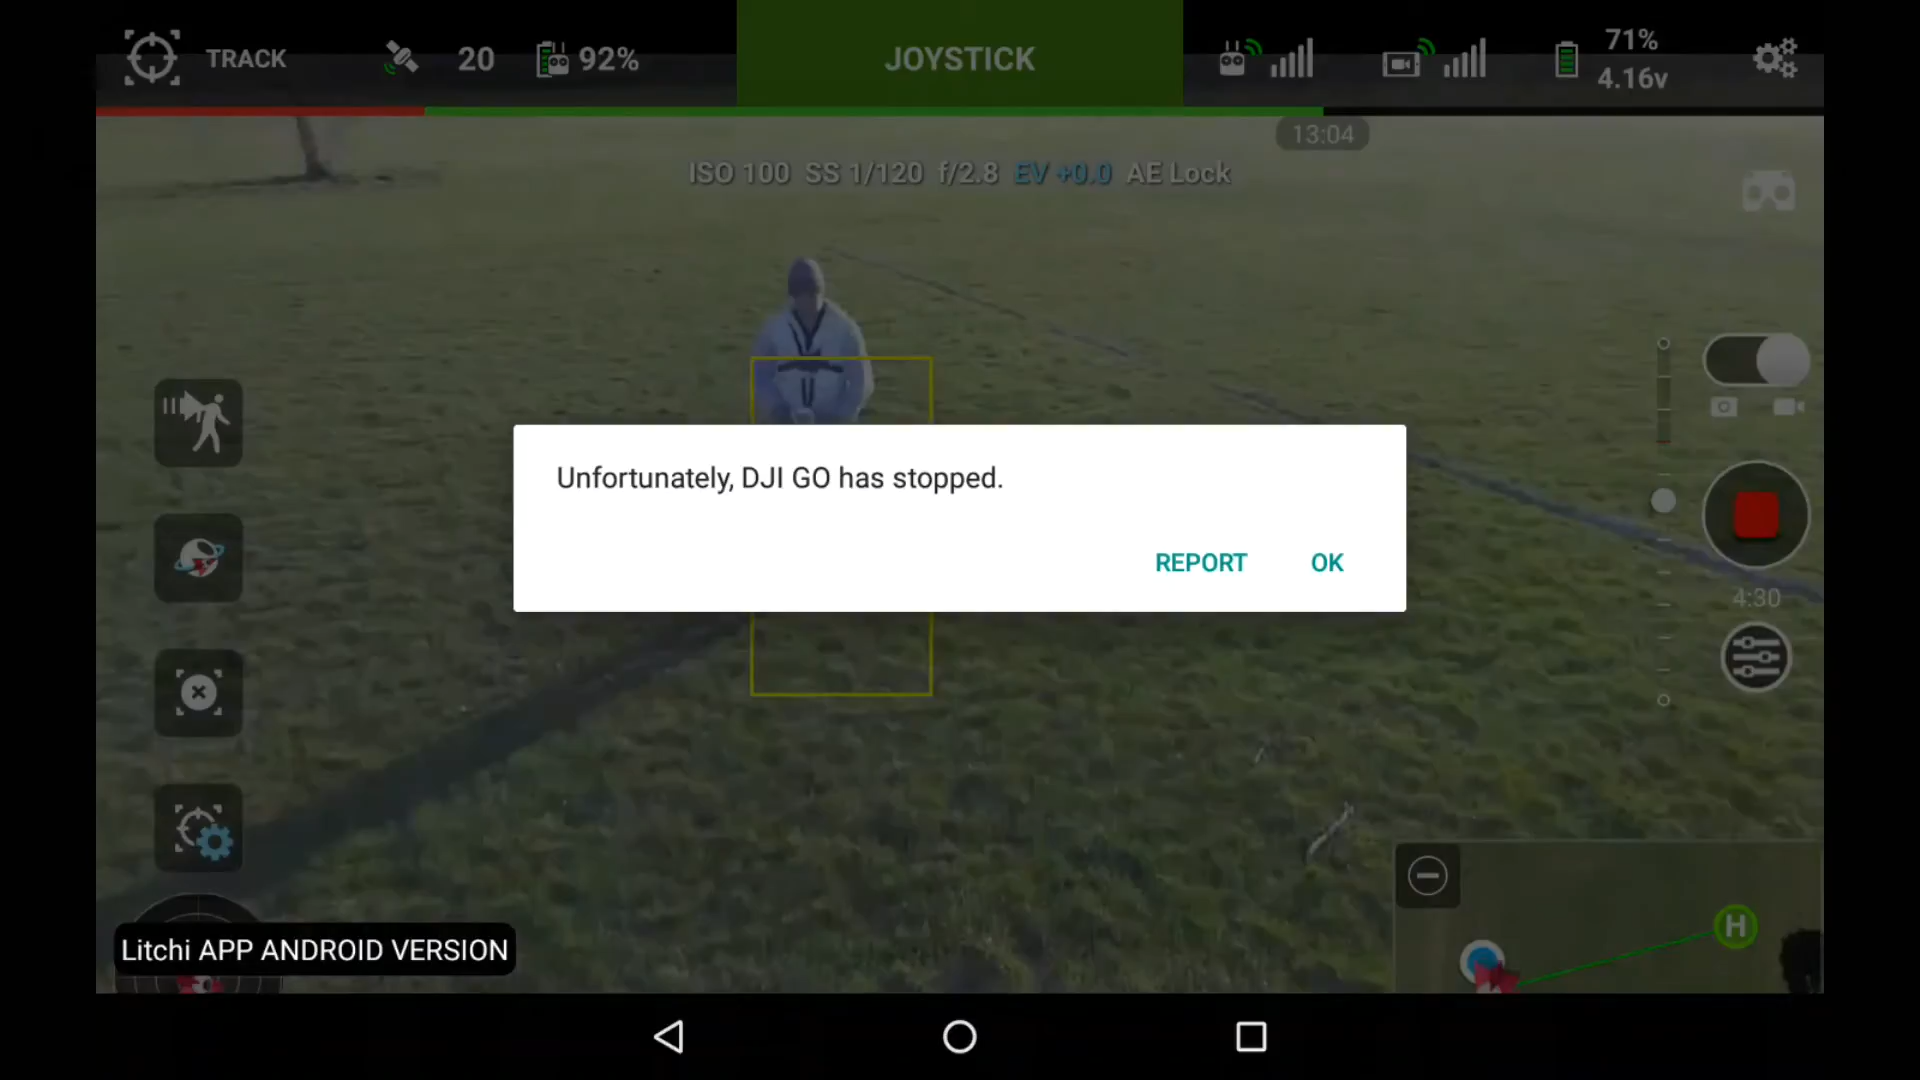 TRACK
20
92%
JOYSTICK
71%
4.16v
13:04
ISO 100 SS 1/120 f/2.8 EV +0.0 AE Lock
Unfortunately, DJI GO has stopped.
REPORT OK
4:30
H
Litchi APP ANDROID VERSION